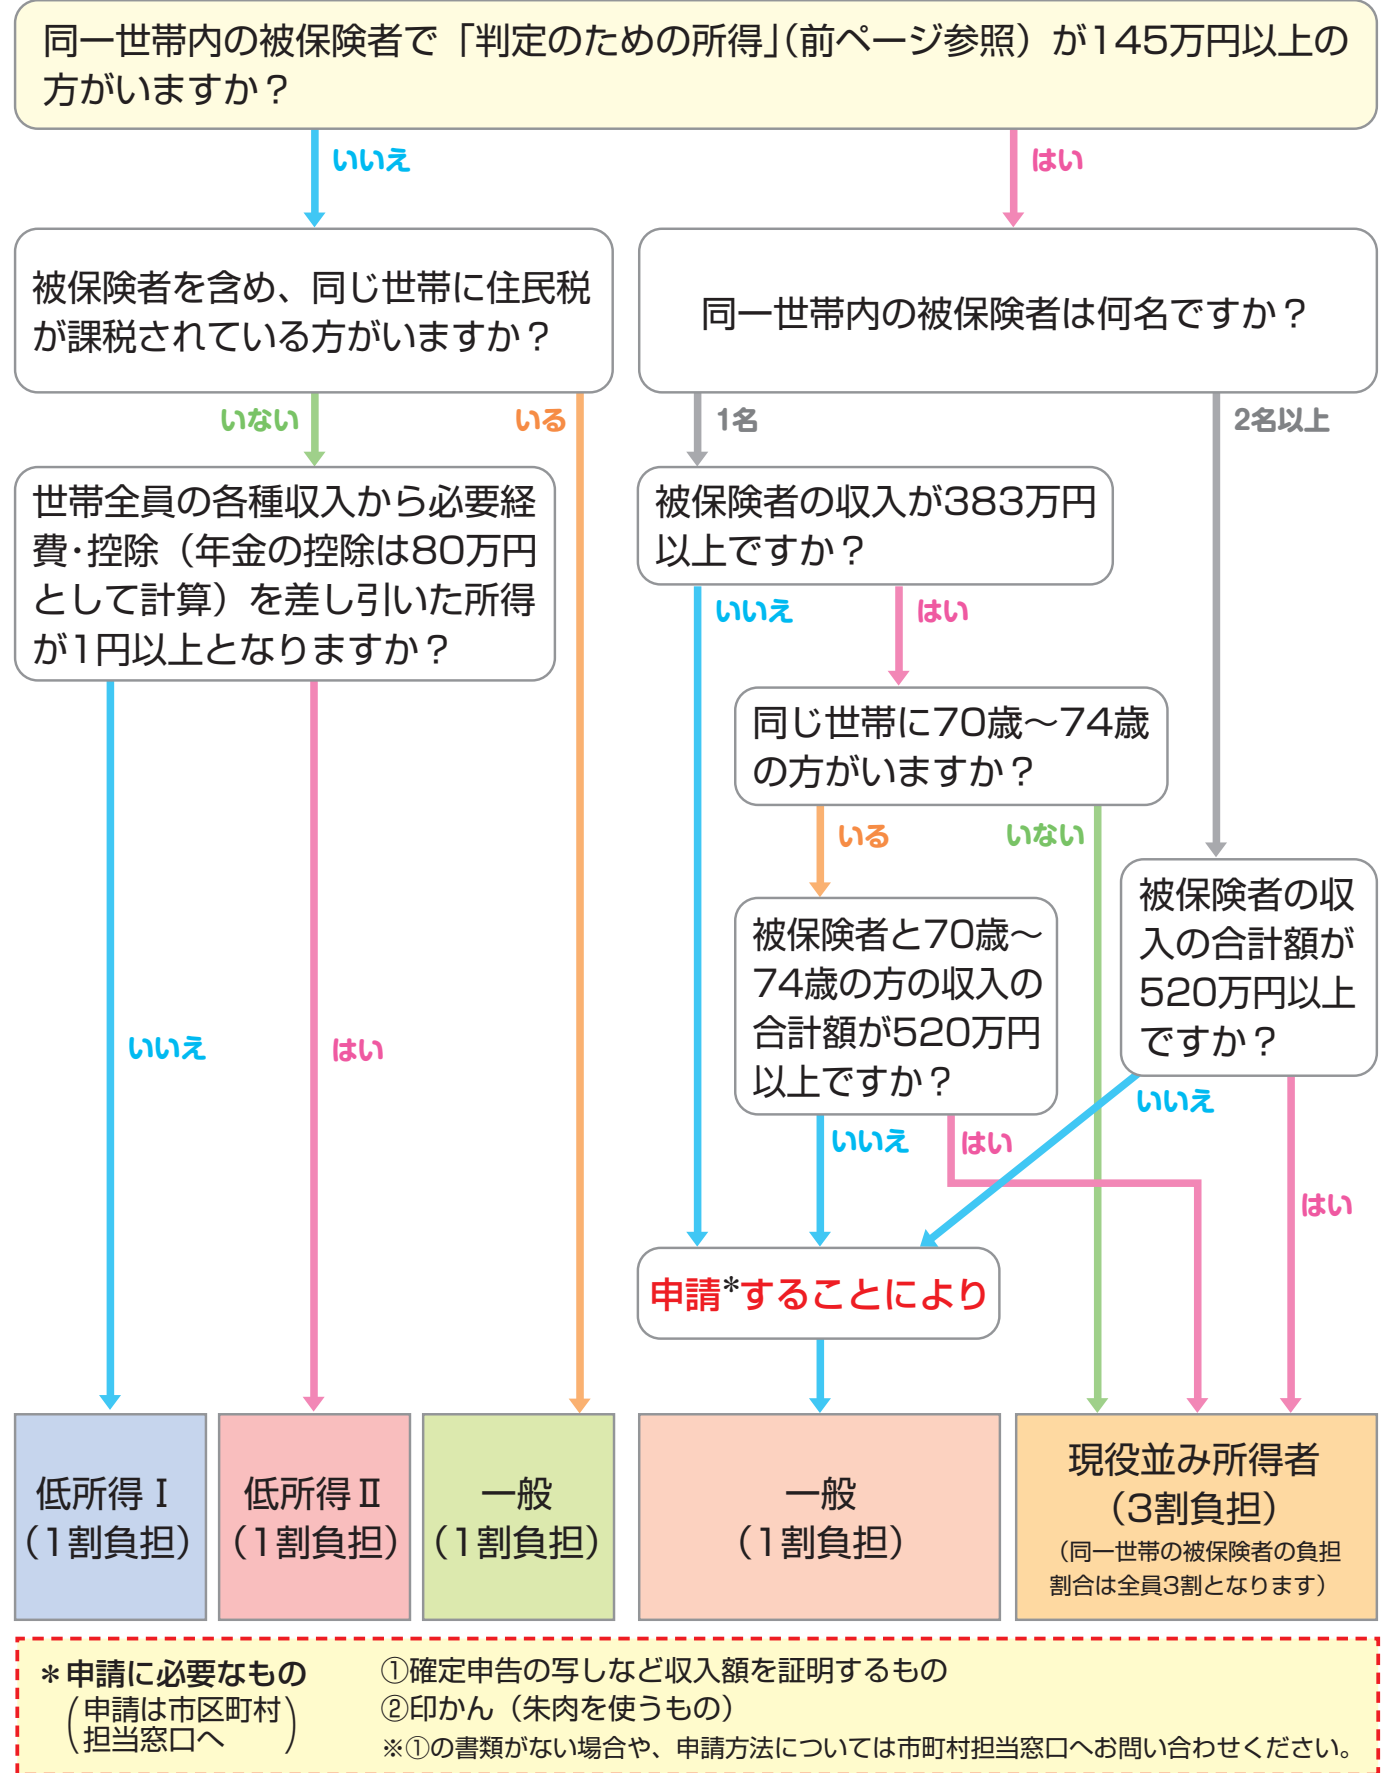 同一世帯内の被保険者で「判定のための所得」(前ページ参照）が145万円以上の
方がいますか？
いいえ
はい
被保険者を含め、同じ世帯に住民税
が課税されている方がいますか？
同一世帯内の被保険者は何名ですか？
いない
いる
1名
2名以上
世帯全員の各種収入から必要経
費・控除（年金の控除は80万円
として計算）を差し引いた所得
が1円以上となりますか？
被保険者の収入が383万円
以上ですか？
いいえ
はい
同じ世帯に70歳～74歳
の方がいますか？
いる
いない
被保険者と70歳～
74歳の方の収入の
合計額が520万円
以上ですか？
被保険者の収
入の合計額が
520万円以上
ですか？
いいえ
はい
いいえ
はい
いいえ
はい
申請*することにより
低所得Ⅰ
（1割負担）
低所得Ⅱ
（1割負担）
一般
（1割負担）
一般
（1割負担）
現役並み所得者
（3割負担）
（同一世帯の被保険者の負担
割合は全員3割となります）
＊申請に必要なもの
（申請は市区町村
担当窓口へ）
①確定申告の写しなど収入額を証明するもの
②印かん（朱肉を使うもの）
※①の書類がない場合や、申請方法については市町村担当窓口へお問い合わせください。